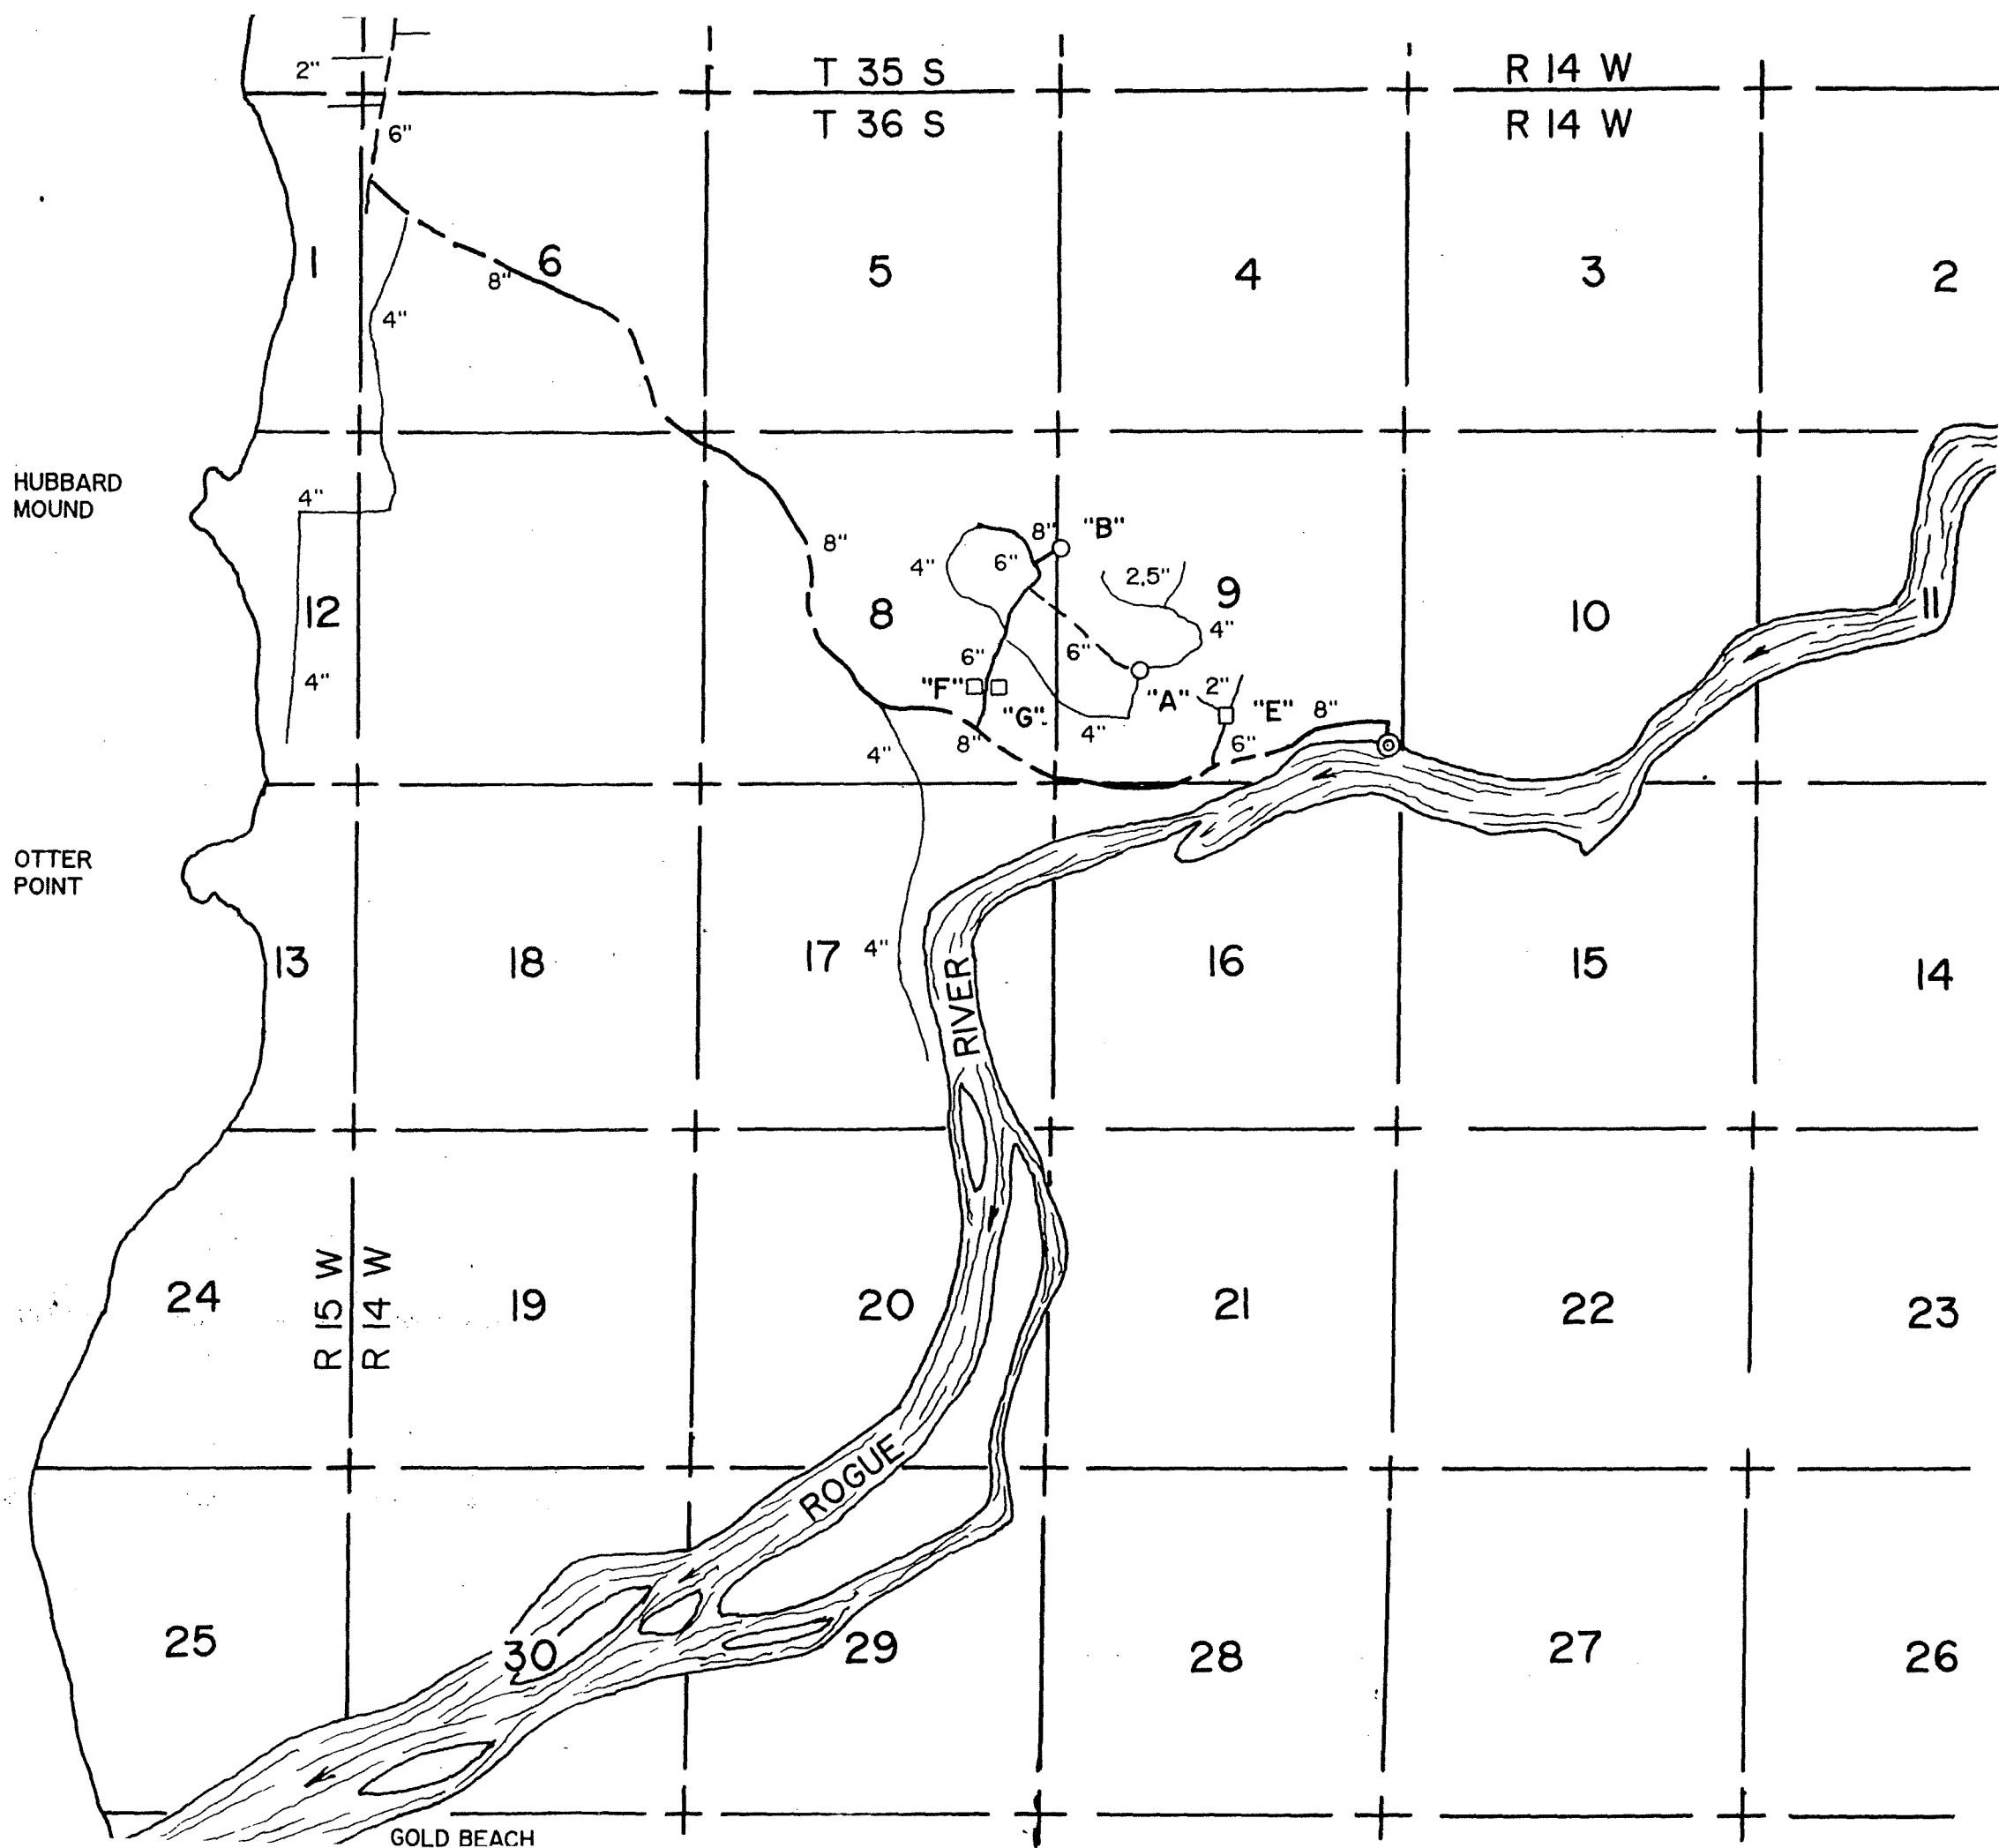 T 35 S
R 14 W
2"
T 36 S
R 14 W
6"
1
6
5
4
3
2
8"
4"
HUBBARD
MOUND
4"
8"
8"
"B"
4"
6"
2.5"
12
8
9
10
11
4"
6"
6"
4"
"F"
"G"
"A"
2"
"E"
8"
4"
8"
4"
6"
OTTER
POINT
13
18
17
4"
16
15
14
RIVER
24
R 15 W
R 14 W
19
20
21
22
23
ROGUE
25
30
29
28
27
26
GOLD BEACH